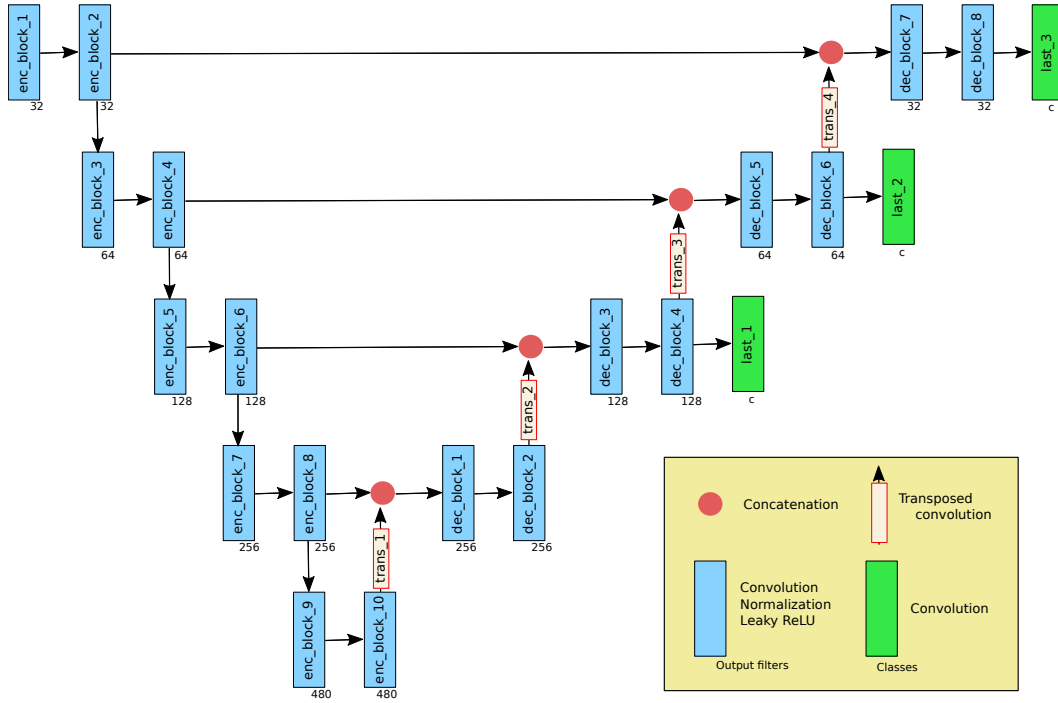 enc_block_1
32
enc_block_2
32
trans_4
dec_block_7
32
dec_block_8
32
last_3
c
enc_block_3
64
enc_block_4
64
trans_3
dec_block_5
64
dec_block_6
64
last_2
c
enc_block_5
128
enc_block_6
128
trans_2
dec_block_3
128
dec_block_4
128
last_1
c
enc_block_7
256
enc_block_8
256
trans_1
dec_block_1
256
dec_block_2
256
enc_block_9
480
enc_block_10
480
Concatenation
Transposed
convolution
Convolution
Normalization
Leaky ReLU
Output filters
Convolution
Classes